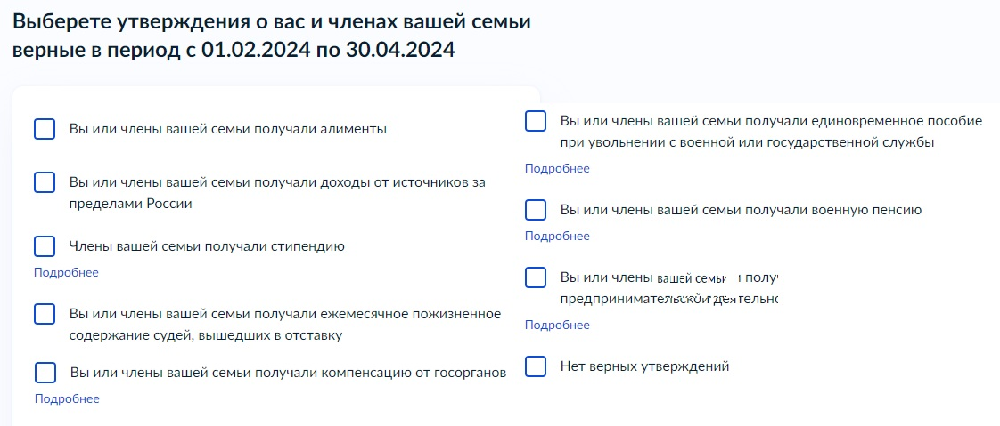 Выберете утверждения о вас и членах вашей семьи
верные в период с 01.02.2024 по 30.04.2024
Вы или члены вашей семьи получали алименты
Вы или члены вашей семьи получали доходы от источников за
пределами России
Члены вашей семьи получали стипендию
Подробнее
Вы или члены вашей семьи получали ежемесячное пожизненное
содержание судей, вышедших в отставку
Вы или члены вашей семьи получали компенсацию от госорганов
Подробнее
Вы или члены вашей семьи получали единовременное пособие
при увольнении с военной или государственной службы
Подробнее
Вы или члены вашей семьи получали военную пенсию
Подробнее
Вы или члены вашей семьи
Подробнее
Нет верных утверждений